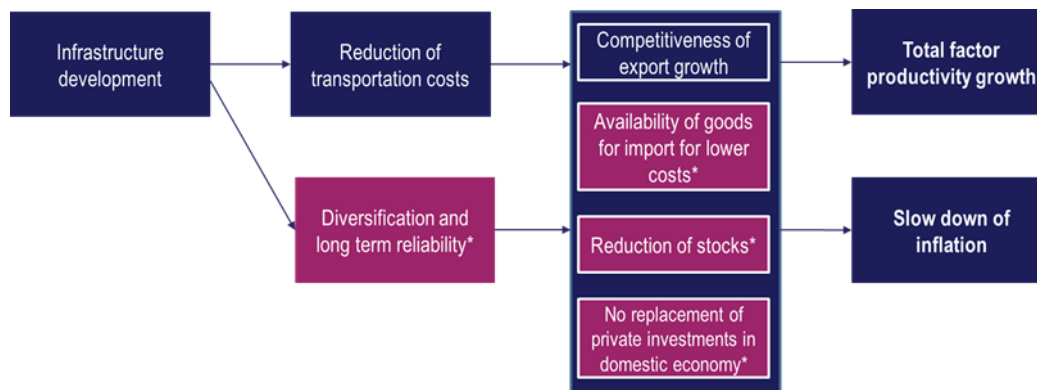 Infrastructure
development
Reduction of
transportation costs
Competitiveness of
export growth
Total factor
productivity growth
Availability of goods
for import for lower
costs*
Diversification and
long term reliability*
Reduction of stocks*
Slow down of
inflation
No replacement of
private investments in
domestic economy*